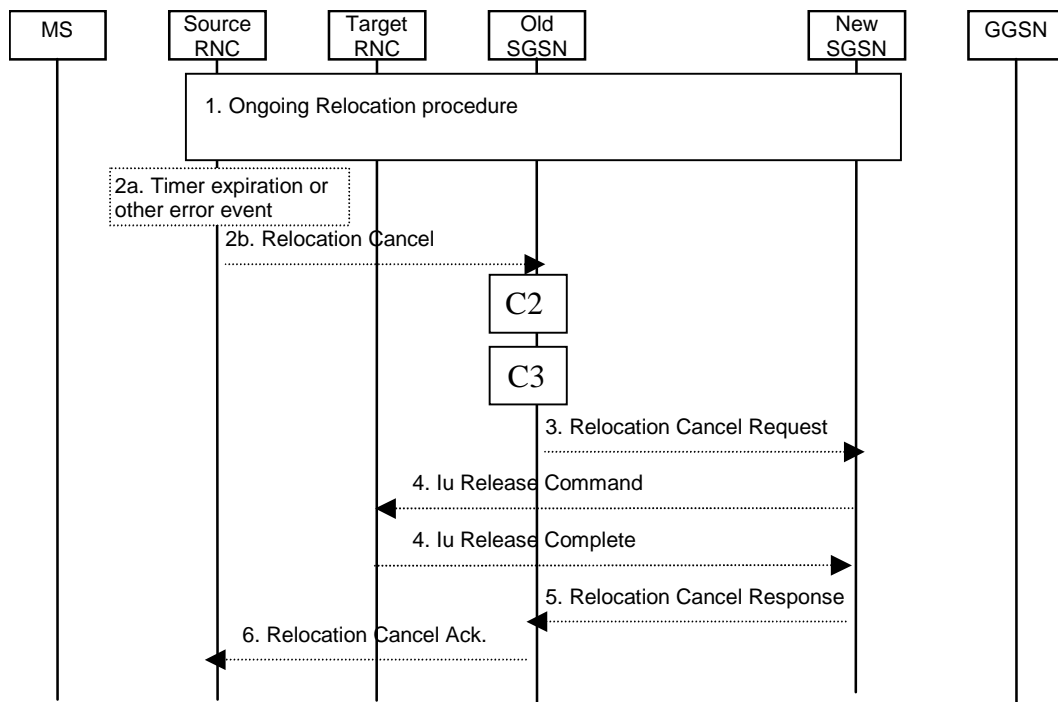 MS
Source
RNC
Target
RNC
Old
SGSN
New
SGSN
GGSN
1. Ongoing Relocation procedure
2a. Timer expiration or
other error event
2b. Relocation Cancel
C2
C3
3. Relocation Cancel Request
4. Iu Release Command
4. Iu Release Complete
5. Relocation Cancel Response
6. Relocation Cancel Ack.